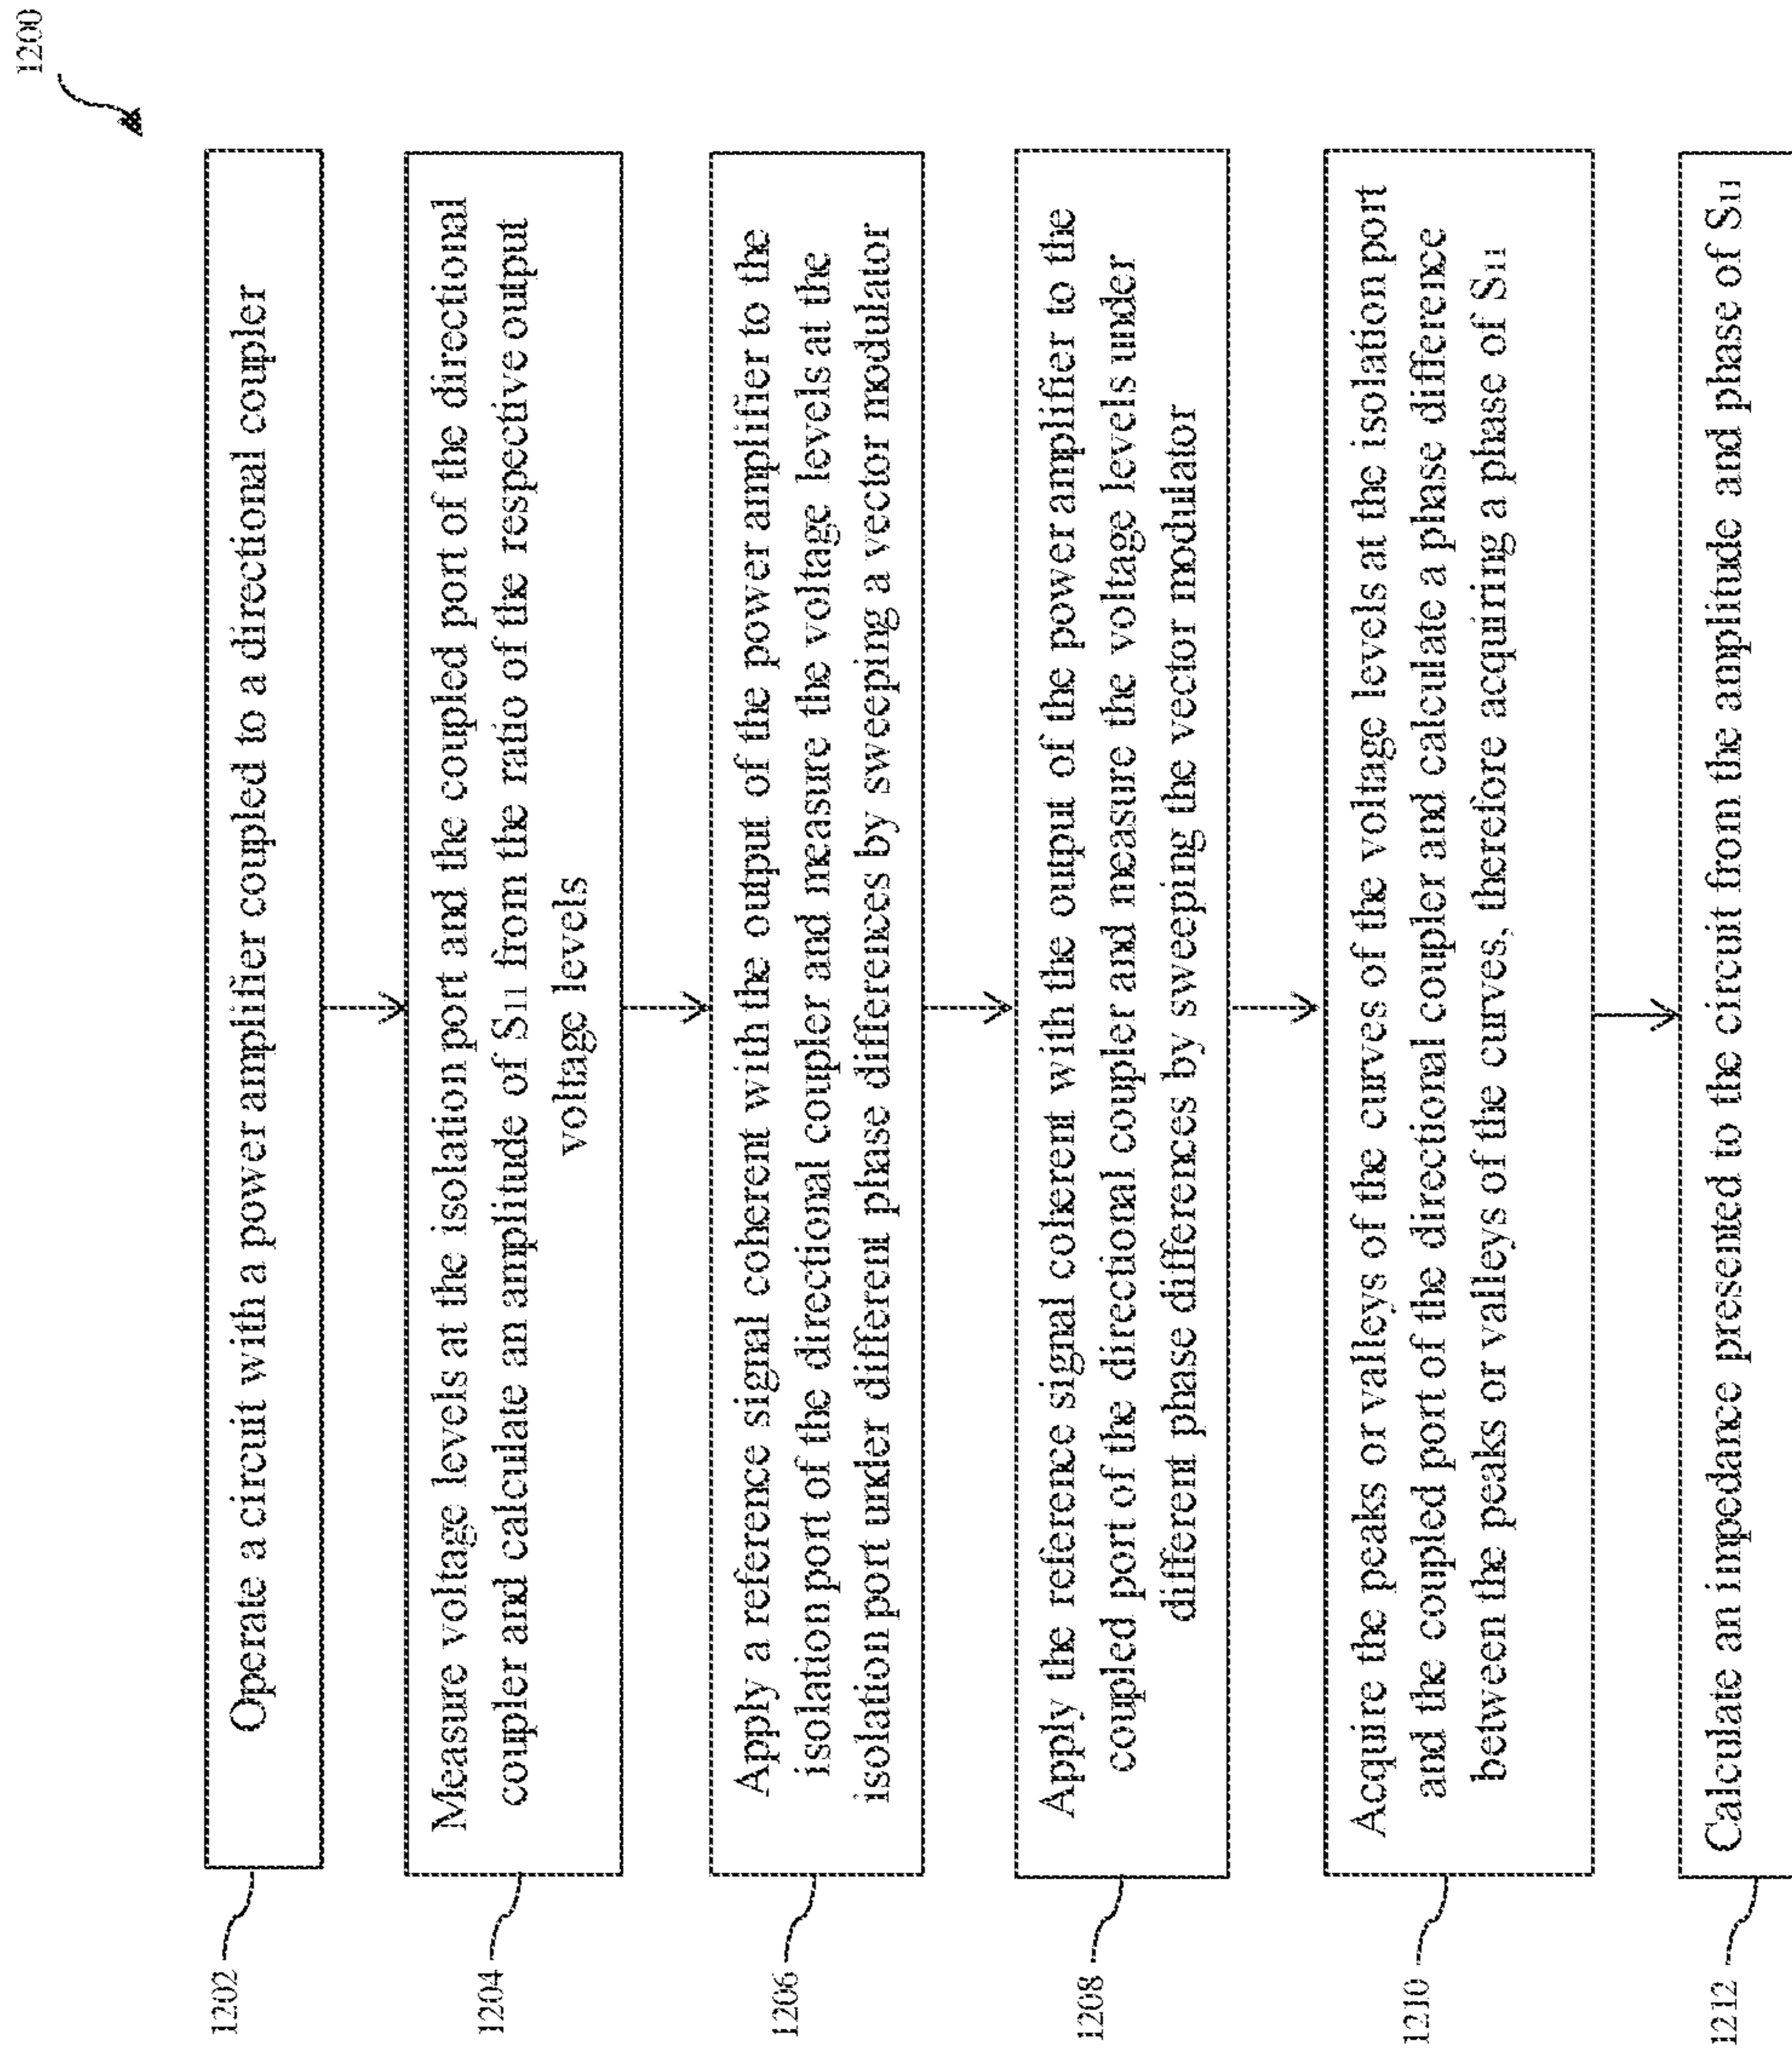 1200
1202
Operate a circuit with a power amplifier coupled to a directional coupler
1204
Measure voltage levels at the isolation port and the coupled port of the directional
coupler and calculate an amplitude of S11 from the ratio of the respective output
voltage levels
1206
Apply a reference signal coherent with the output of the power amplifier to the
isolation port of the directional coupler and measure the voltage levels at the
isolation port under different phase differences by sweeping a vector modulator
1208
Apply the reference signal coherent with the output of the power amplifier to the
coupled port of the directional coupler and measure the voltage levels under
different phase differences by sweeping the vector modulator
1210
Acquire the peaks or valleys of the curves of the voltage levels at the isolation port
and the coupled port of the directional coupler and calculate a phase difference
between the peaks or valleys of the curves, therefore acquiring a phase of S11
1212
Calculate an impedance presented to the circuit from the amplitude and phase of S11